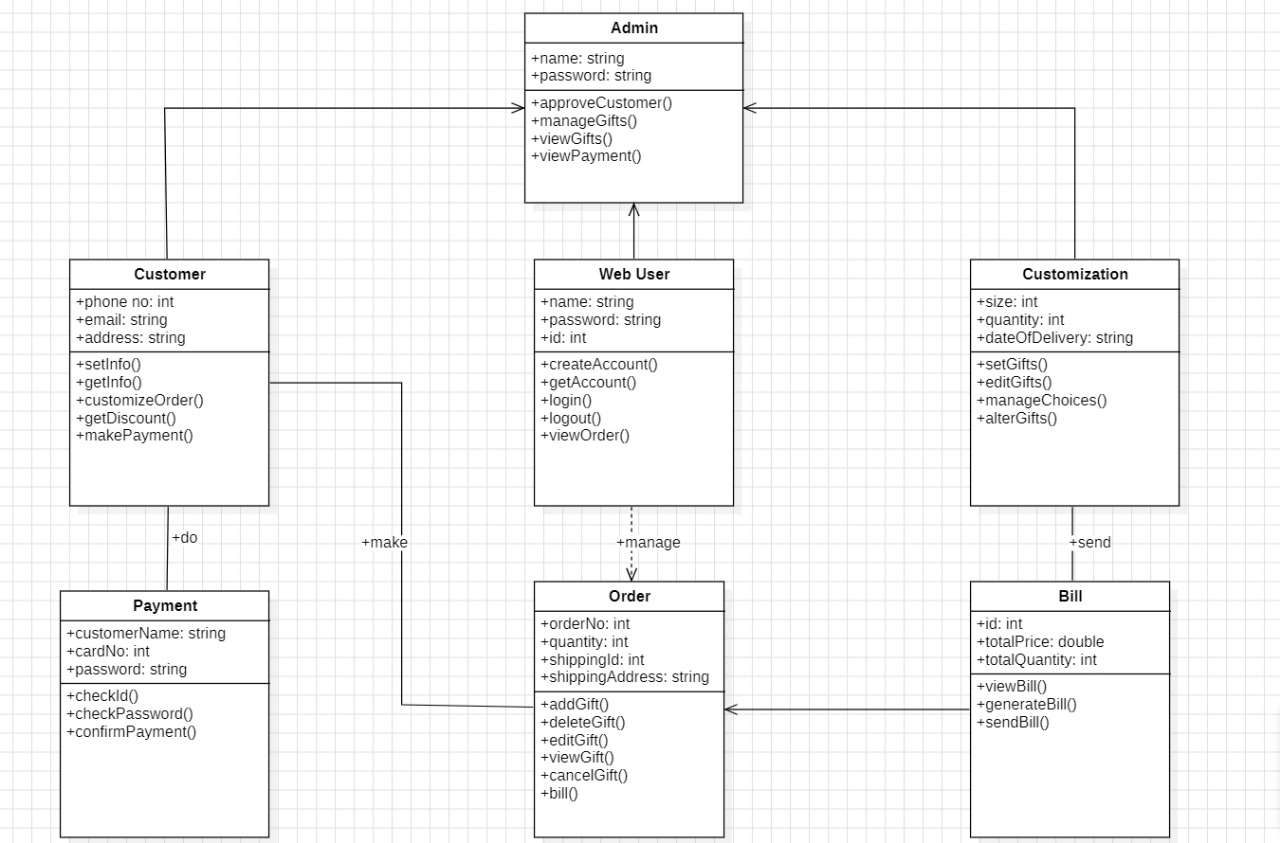 Admin
+name: string
+password: string
+approveCustomer()
+manageGifts()
+viewGifts()
+viewPayment()
Customer
+phone no: int
+email: string
+address: string
+setInfo()
+getInfo()
+customizeOrder()
+getDiscount()
+makePayment()
Web User
+name: string
+password: string
+id: int
+createAccount()
+getAccount()
+login()
+logout()
+viewOrder()
Customization
+size: int
+quantity: int
+dateOfDelivery: string
+setGifts()
+editGifts()
+manageChoices()
+alterGifts()
+do
+make
+manage
+send
Payment
+customerName: string
+cardNo: int
+password: string
+checkId()
+checkPassword()
+confirmPayment()
Order
+orderNo: int
+quantity: int
+shippingId: int
+shippingAddress: string
+addGift()
+deleteGift()
+editGift()
+viewGift()
+cancelGift()
+bill()
Bill
+id: int
+totalPrice: double
+totalQuantity: int
+viewBill()
+generateBill()
+sendBill()